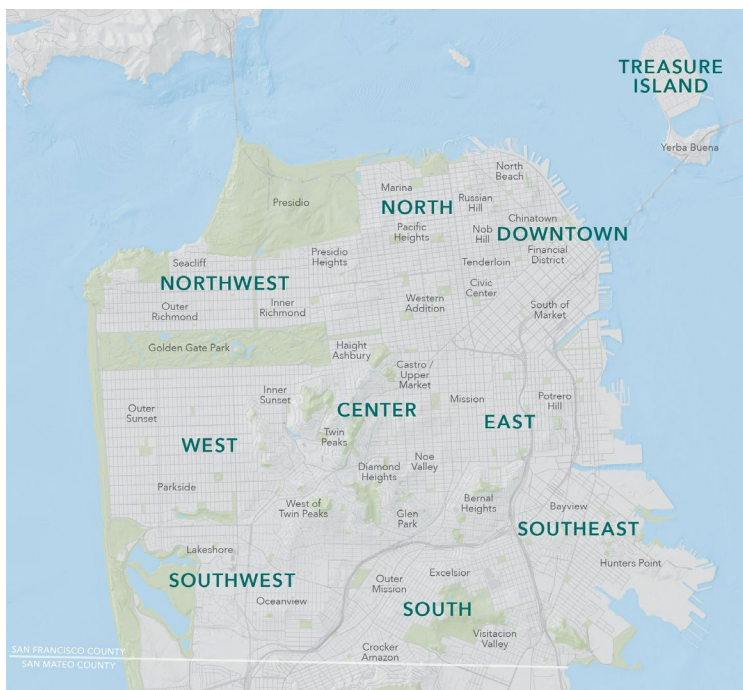 TREASURE
ISLAND
Yerba Buena
North
Beach
Marina
Russian
Hill
Presidio
NORTH
Chinatown
Pacific
Heights
Nob
Hill
DOWNTOWN
Financial
District
Presidio
Heights
Seacliff
Tenderloin
NORTHWEST
Civic
Center
Outer
Richmond
Inner
Richmond
Western
Addition
South of
Market
Golden Gate Park
Haight
Ashbury
Castro /
Upper
Market
Inner
Sunset
Mission
Potrero
Hill
Outer
Sunset
CENTER
EAST
Twin
Peaks
WEST
Noe
Valley
Diamond
Heights
Parkside
West of
Twin Peaks
Glen
Park
Bernal
Heights
Bayview
SOUTHEAST
Lakeshore
Hunters Point
SOUTHWEST
Outer
Mission
Excelsior
Oceanview
SOUTH
Visitacion
Valley
Crocker
Amazon
SAN FRANCISCO COUNTY
SAN MATEO COUNTY